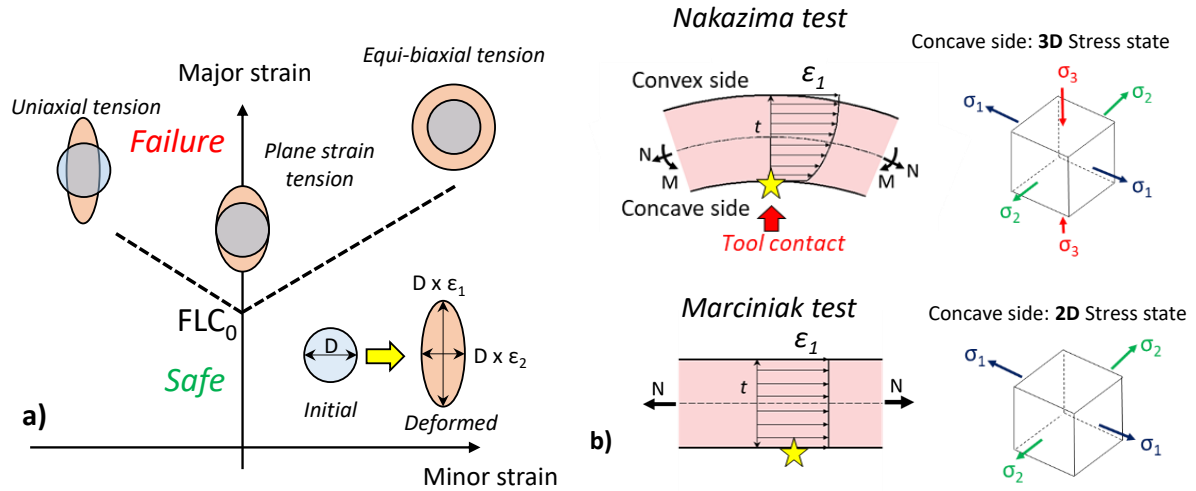 Major strain
Uniaxial tension
Failure
Plane strain
tension
Equi-biaxial tension
FLC0
Safe
D
Initial
D x ε1
D x ε2
Deformed
Minor strain
a)
Nakazima test
Convex side
ε1
t
N
M
M
N
Concave side
Tool contact
Concave side: 3D Stress state
σ3
σ2
σ1
σ1
σ2
σ3
Marciniak test
ε1
N
t
N
b)
Concave side: 2D Stress state
σ2
σ1
σ1
σ2